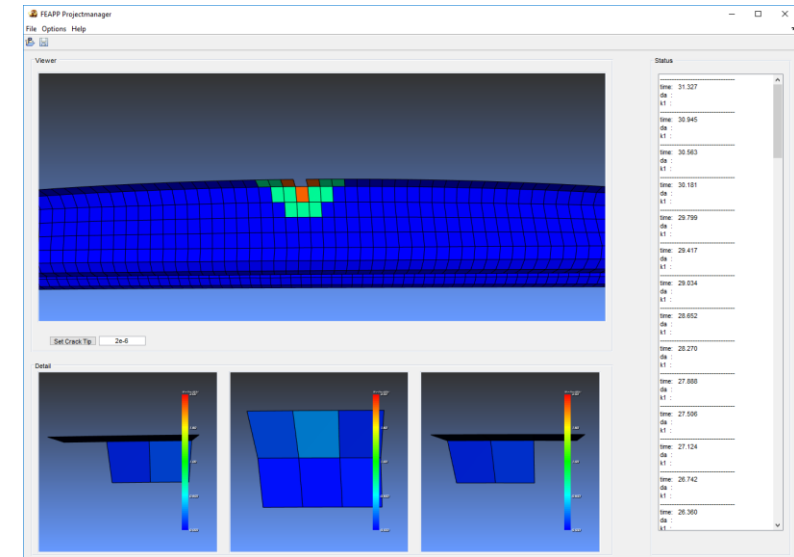 FEAPP Projectmanager
File Options Help
Viewer
Set Crack Tip 2e-6
Detail
Status
time: 31.327
da :
k1 :
time: 30.945
da :
k1 :
time: 30.563
da :
k1 :
time: 30.181
da :
k1 :
time: 29.799
da :
k1 :
time: 29.417
da :
k1 :
time: 29.034
da :
k1 :
time: 28.652
da :
k1 :
time: 28.270
da :
k1 :
time: 27.888
da :
k1 :
time: 27.506
da :
k1 :
time: 27.124
da :
k1 :
time: 26.742
da :
k1 :
time: 26.360
da :
k1 :